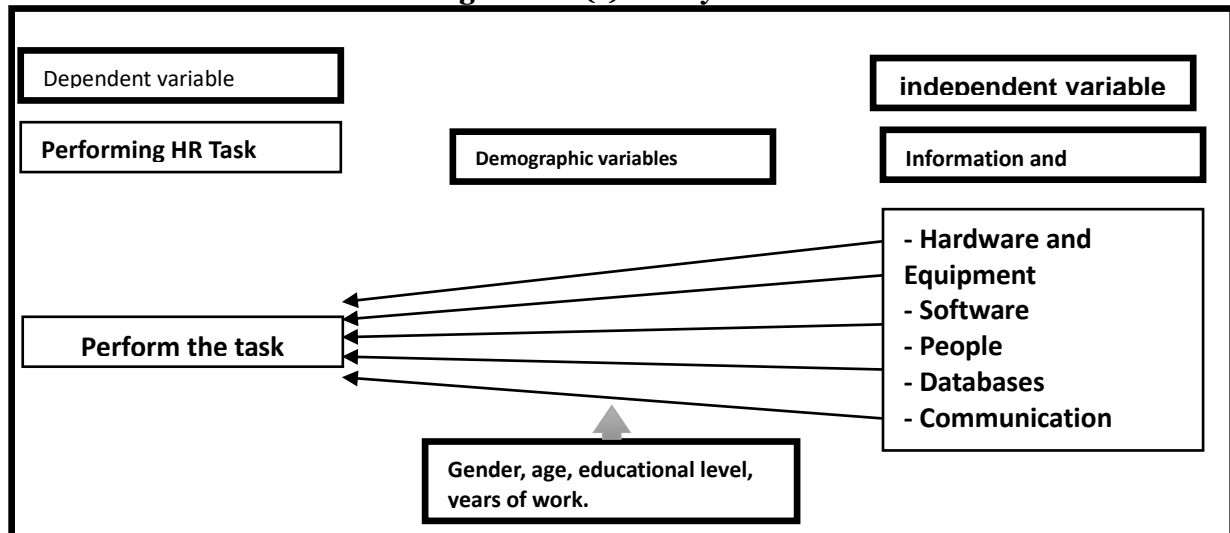 Dependent variable
independent variable
Performing HR Task
Demographic variables
Information and
- Hardware and
Equipment
- Software
- People
- Databases
- Communication
Perform the task
Gender, age, educational level,
years of work.